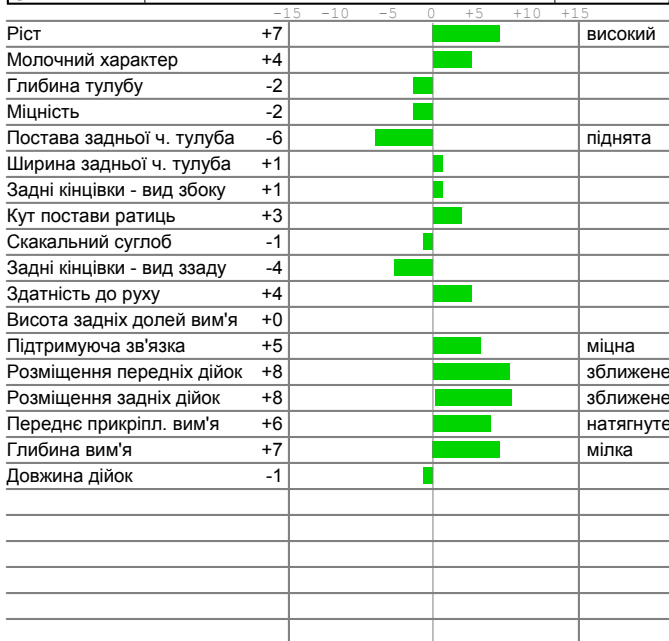 -15 -10 -5 0 +5 +10 +15
Ріст +7 високий
Молочний характер +4
Глибина тулубу -2
Міцність -2
Постава задньої ч. тулуба -6 піднята
Ширина задньої ч. тулуба +1
Задні кінцівки - вид збоку +1
Кут постави ратиць +3
Скакальний суглоб -1
Задні кінцівки - вид ззаду -4
Здатність до руху +4
Висота задніх долей вим'я +0
Підтримуюча зв'язка +5 міцна
Розміщення передніх дійок +8 зближене
Розміщення задніх дійок +8 зближене
Переднє прикріпл. вим'я +6 натягнуте
Глибина вим'я +7 мілка
Довжина дійок -1